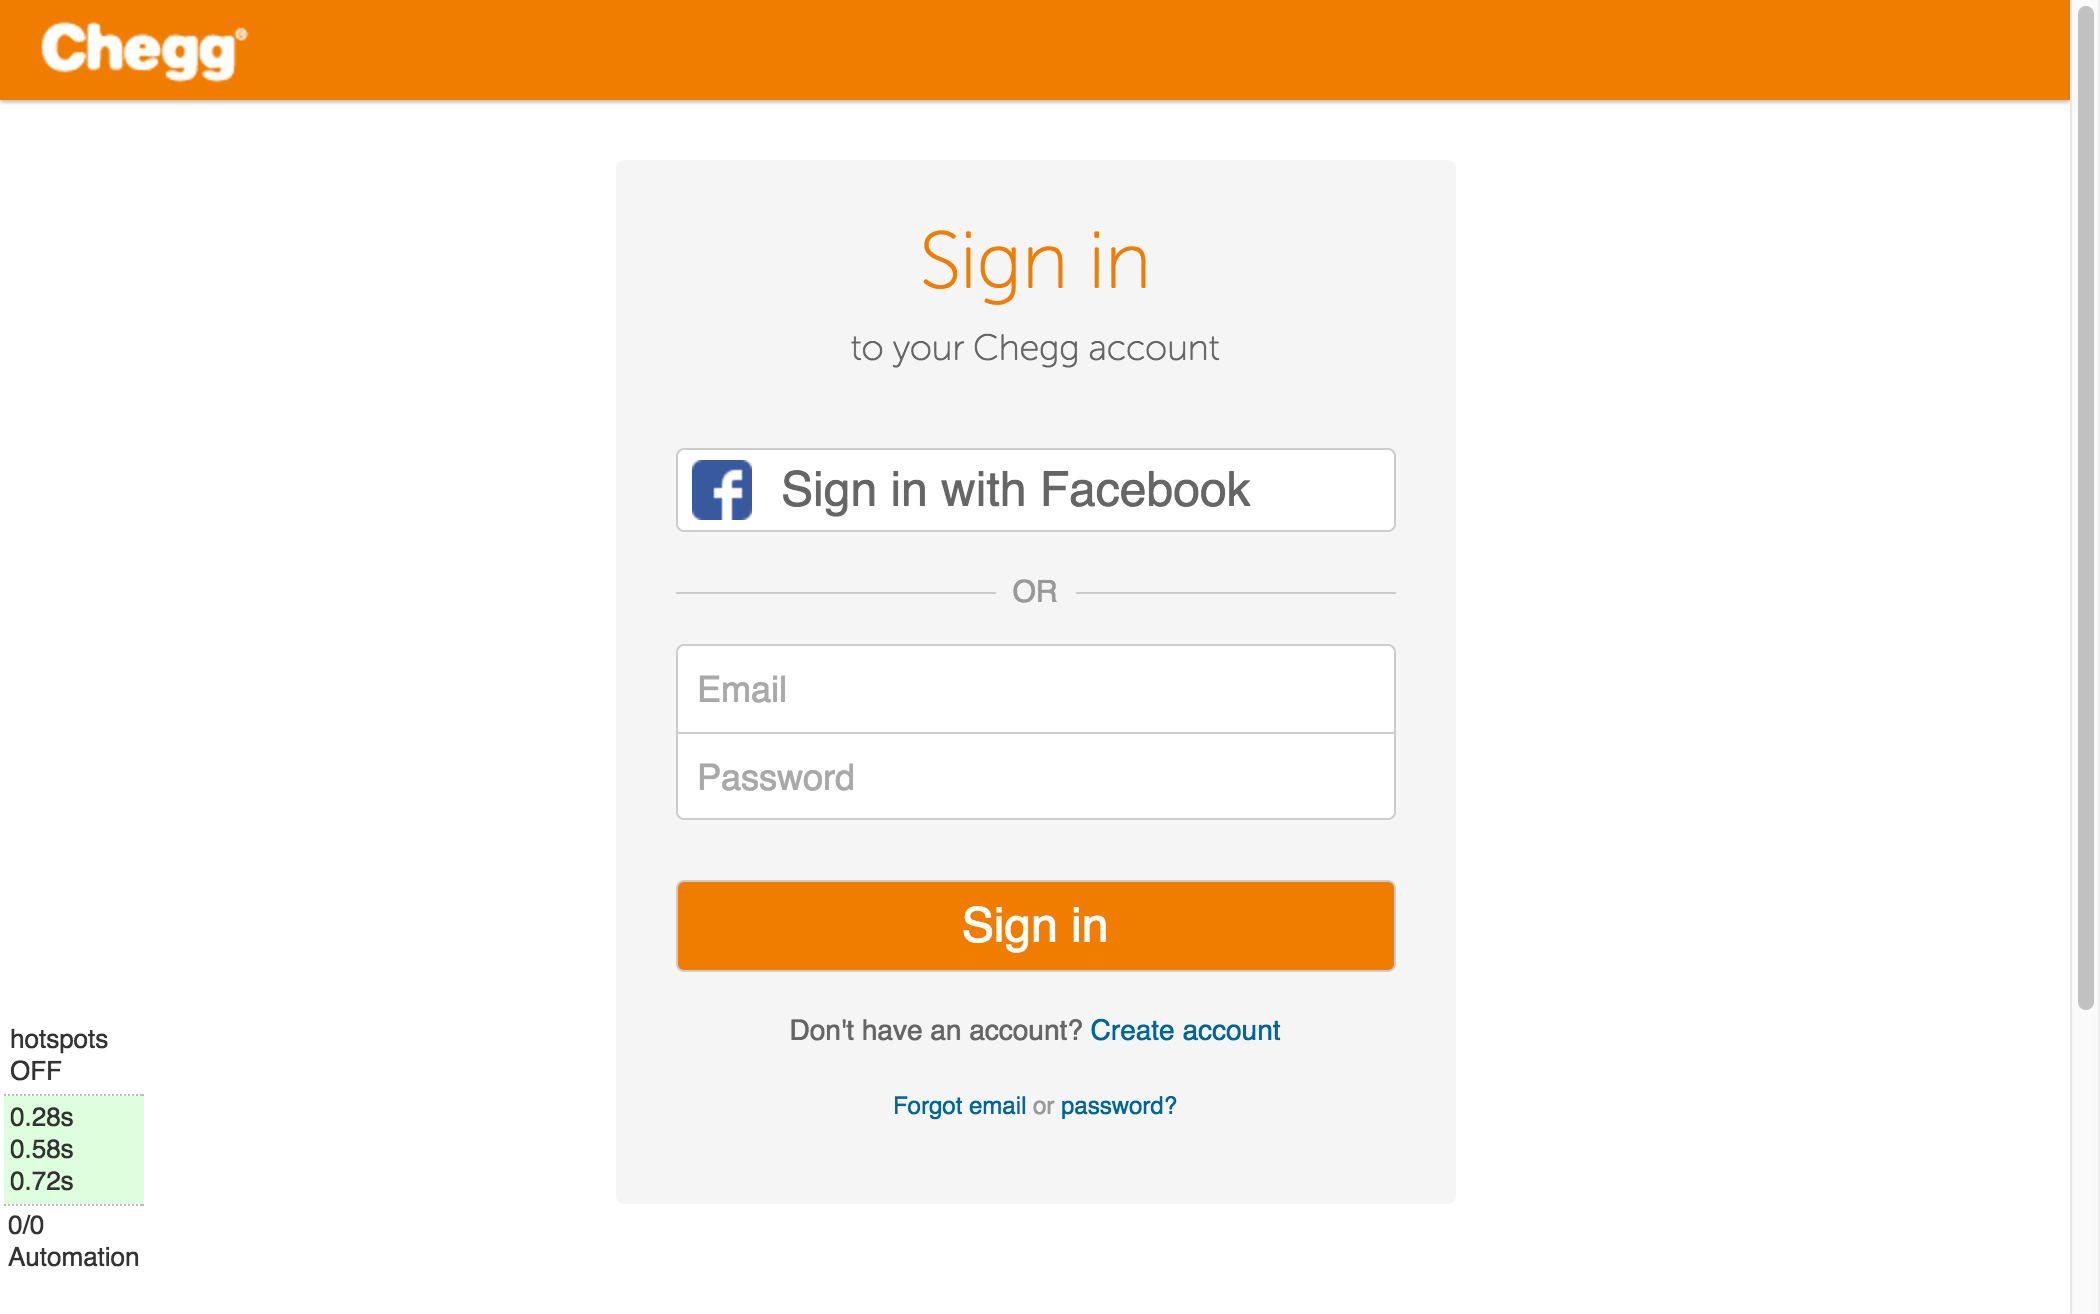 Chegg®
Sign in
to your Chegg account
Sign in with Facebook
OR
Email
Password
Sign in
Don't have an account? Create account
Forgot email or password?
hotspots
OFF
0.28s
0.58s
0.72s
0/0
Automation